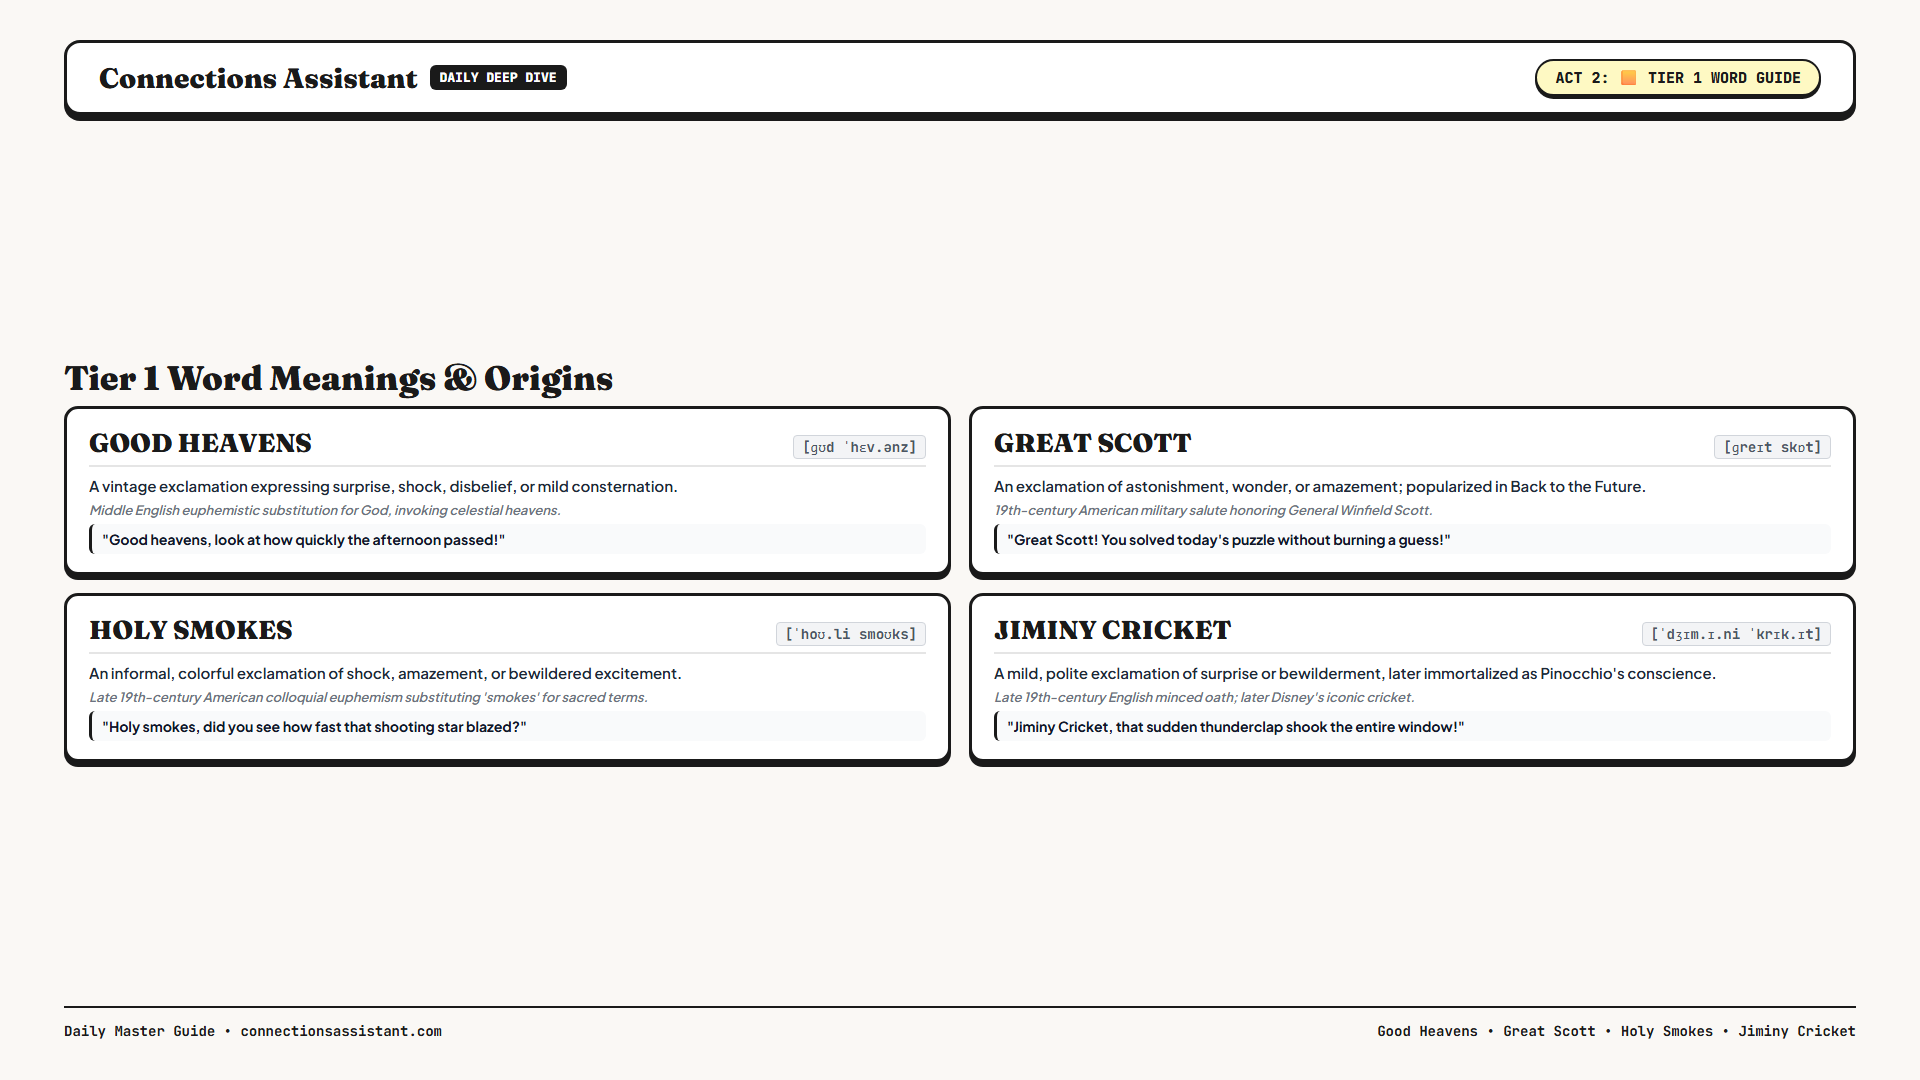 Connections Assistant DAILY DEEP DIVE
ACT 2: 🟨 TIER 1 WORD GUIDE
Tier 1 Word Meanings & Origins
GOOD HEAVENS
[ɡʊd ˈhɛv.ənz]
A vintage exclamation expressing surprise, shock, disbelief, or mild consternation.
Middle English euphemistic substitution for God, invoking celestial heavens.
"Good heavens, look at how quickly the afternoon passed!"
GREAT SCOTT
[ɡreɪt skɒt]
An exclamation of astonishment, wonder, or amazement; popularized in Back to the Future.
19th-century American military salute honoring General Winfield Scott.
"Great Scott! You solved today's puzzle without burning a guess!"
HOLY SMOKES
[ˈhoʊ.li smoʊks]
An informal, colorful exclamation of shock, amazement, or bewildered excitement.
Late 19th-century American colloquial euphemism substituting 'smokes' for sacred terms.
"Holy smokes, did you see how fast that shooting star blazed?"
JIMINY CRICKET
[ˈdʒɪm.ɪ.ni ˈkrɪk.ɪt]
A mild, polite exclamation of surprise or bewilderment, later immortalized as Pinocchio's conscience.
Late 19th-century English minced oath; later Disney's iconic cricket.
"Jiminy Cricket, that sudden thunderclap shook the entire window!"
Daily Master Guide • connectionsassistant.com
Good Heavens • Great Scott • Holy Smokes • Jiminy Cricket